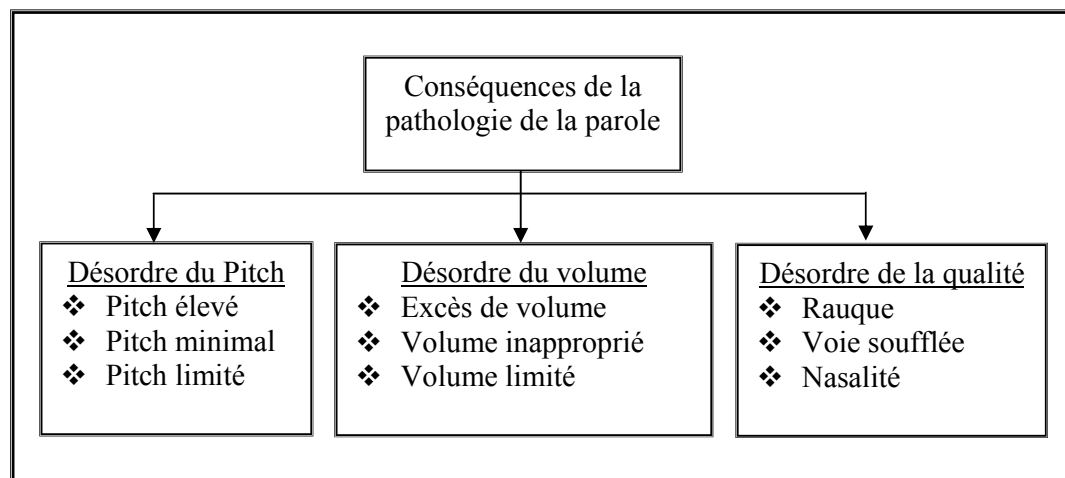 Conséquences de la
pathologie de la parole
Désordre du Pitch
❖ Pitch élevé
❖ Pitch minimal
❖ Pitch limité
Désordre du volume
❖ Excès de volume
❖ Volume inapproprié
❖ Volume limité
Désordre de la qualité
❖ Rauque
❖ Voie soufflée
❖ Nasalité